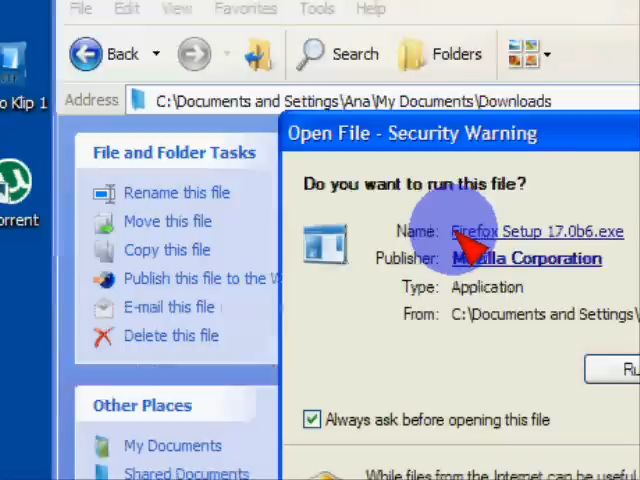 File Edit View Favorites Tools Help
Back Search Folders
Address C:\Documents and Settings\Ana\My Documents\Downloads
o Klip 1
orrent
File and Folder Tasks
Rename this file
Move this file
Copy this file
Publish this file to the W
E-mail this file
Delete this file
Other Places
My Documents
Shared Documents
Open File - Security Warning
Do you want to run this file?
Name: Firefox Setup 17.0b6.exe
Publisher: Mozilla Corporation
Type: Application
From: C:\Documents and Settings\
Ru
Always ask before opening this file
While files from the Internet can be useful